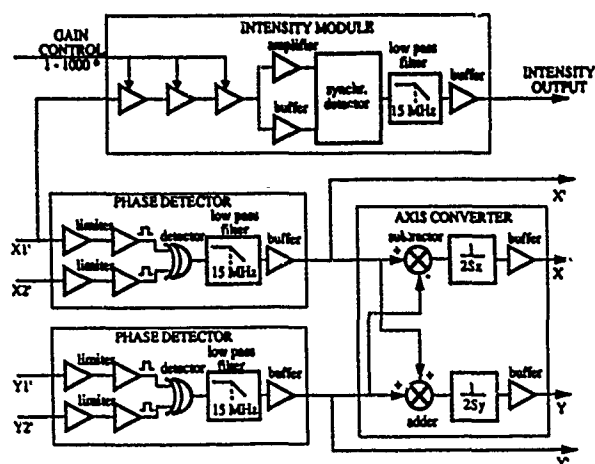 INTENSITY MODULE
GAIN
CONTROL
1 - 1000
amplifier
low pass
filter
buffer
INTENSITY
OUTPUT
synchr.
detector
15 MHz
buffer
X'
PHASE DETECTOR
low pass
filter
AXIS CONVERTER
limiter
detector
buffer
subtractor
buffer
X1'
+
1
2Sx
X
limiter
15 MHz
-
X2'
PHASE DETECTOR
low pass
filter
limiter
detector
buffer
+
buffer
Y1'
+
1
2Sy
Y
limiter
15 MHz
adder
Y2'
Y'